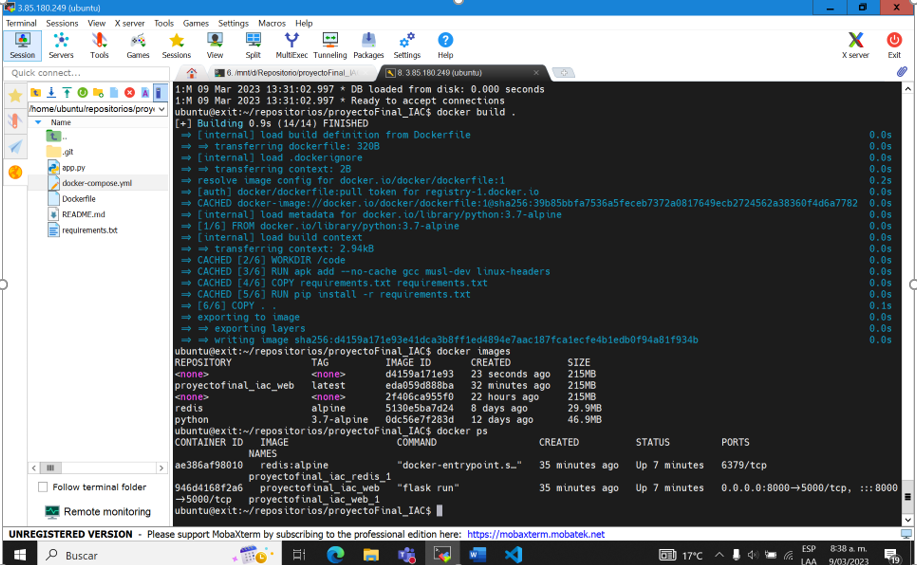 3.85.180.249 (ubuntu)
Terminal Sessions View X server Tools Games Settings Macros Help
Session Servers Tools Games Sessions View Split MultiExec Tunneling Packages Settings Help X server Exit
Quick connect...
6. /mnt/d/Repositorio/proyectoFinal_IA
8. 3.85.180.249 (ubuntu)
/home/ubuntu/repositorios/proye
Name
..
.git
app.py
docker-compose.yml
Dockerfile
README.md
requirements.txt
Follow terminal folder
Remote monitoring
1:M 09 Mar 2023 13:31:02.997 * DB loaded from disk: 0.000 seconds
1:M 09 Mar 2023 13:31:02.997 * Ready to accept connections
ubuntu@exit:~/repositorios/proyectoFinal_IAC$ docker build .
[+] Building 0.9s (14/14) FINISHED
⇒ [internal] load build definition from Dockerfile 0.0s
⇒ ⇒ transferring dockerfile: 320B 0.0s
⇒ [internal] load .dockerignore 0.0s
⇒ ⇒ transferring context: 2B 0.0s
⇒ resolve image config for docker.io/docker/dockerfile:1 0.2s
⇒ [auth] docker/dockerfile:pull token for registry-1.docker.io 0.0s
⇒ CACHED docker-image://docker.io/docker/dockerfile:1@sha256:39b85bbfa7536a5feceb7372a0817649ecb2724562a38360f4d6a7782 0.0s
⇒ [internal] load metadata for docker.io/library/python:3.7-alpine 0.0s
⇒ [1/6] FROM docker.io/library/python:3.7-alpine 0.0s
⇒ [internal] load build context 0.0s
⇒ ⇒ transferring context: 2.94kB 0.0s
⇒ CACHED [2/6] WORKDIR /code 0.0s
⇒ CACHED [3/6] RUN apk add --no-cache gcc musl-dev linux-headers 0.0s
⇒ CACHED [4/6] COPY requirements.txt requirements.txt 0.0s
⇒ CACHED [5/6] RUN pip install -r requirements.txt 0.0s
⇒ [6/6] COPY . . 0.1s
⇒ exporting to image 0.0s
⇒ ⇒ exporting layers 0.0s
⇒ ⇒ writing image sha256:d4159a171e93e41dca3b8ff1ed4894e7aac187fca1ecfe4b1edb0f94a81f934b 0.0s
ubuntu@exit:~/repositorios/proyectoFinal_IAC$ docker images
REPOSITORY TAG IMAGE ID CREATED SIZE
<none> <none> d4159a171e93 23 seconds ago 215MB
proyectofinal_iac_web latest eda059d888ba 32 minutes ago 215MB
<none> <none> 2f406ca955f0 22 hours ago 215MB
redis alpine 5130e5ba7d24 8 days ago 29.9MB
python 3.7-alpine 0dc56e7f283d 12 days ago 46.9MB
ubuntu@exit:~/repositorios/proyectoFinal_IAC$ docker ps
CONTAINER ID IMAGE COMMAND CREATED STATUS PORTS
NAMES
ae386af98010 redis:alpine "docker-entrypoint.s…" 35 minutes ago Up 7 minutes 6379/tcp
proyectofinal_iac_redis_1
946d4168f2a6 proyectofinal_iac_web "flask run" 35 minutes ago Up 7 minutes 0.0.0.0:8000→5000/tcp, :::8000
→5000/tcp proyectofinal_iac_web_1
ubuntu@exit:~/repositorios/proyectoFinal_IAC$
UNREGISTERED VERSION - Please support MobaXterm by subscribing to the professional edition here: https://mobaxterm.mobatek.net
Buscar
17°C
ESP
LAA
8:38 a. m.
9/03/2023
19